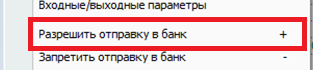 Входные/выходные параметры
Разрешить отправку в банк +
Запретить отправку в банк -